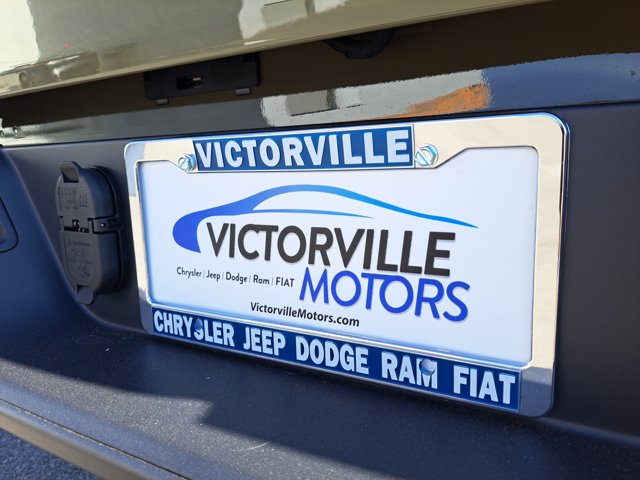 VICTORVILLE
VICTORVILLE
Chrysler | Jeep | Dodge | Ram | FIAT
MOTORS
VictorvilleMotors.com
CHRYSLER JEEP DODGE RAM FIAT